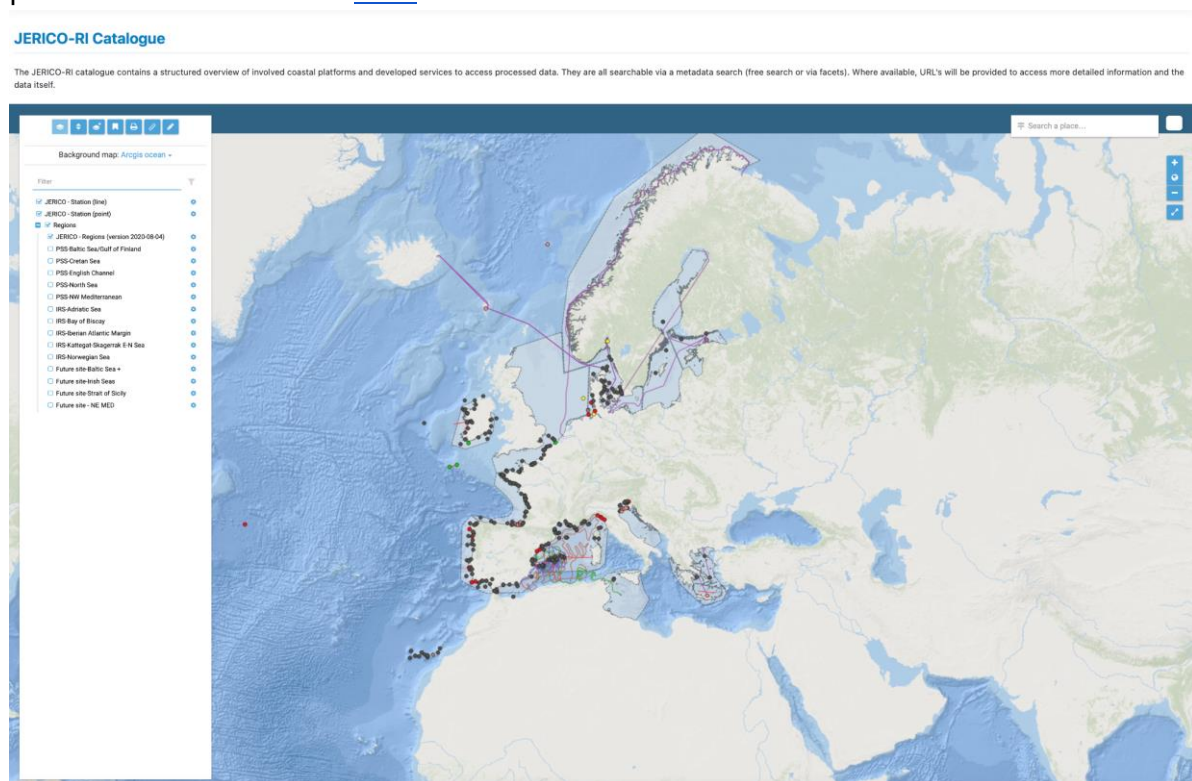 JERICO-RI Catalogue
The JERICO-RI catalogue contains a structured overview of involved coastal platforms and developed services to access processed data. They are all searchable via a metadata search (free search or via facets). Where available, URL's will be provided to access more detailed information and the
data itself.
Search a place...
Background map: Arcgis ocean
Filter
JERICO - Station (line)
JERICO - Station (point)
Regions
JERICO - Regions (version 2020-08-04)
PSS-Baltic Sea/Gulf of Finland
PSS-Cretan Sea
PSS-English Channel
PSS-North Sea
PSS-NW Mediterranean
IRS-Adriatic Sea
IRS-Bay of Biscay
IRS-Iberian Atlantic Margin
IRS-Kattegat-Skagerrak E-N Sea
IRS-Norwegian Sea
Future site-Baltic Sea +
Future site-Irish Seas
Future site-Strait of Sicily
Future site - NE MED